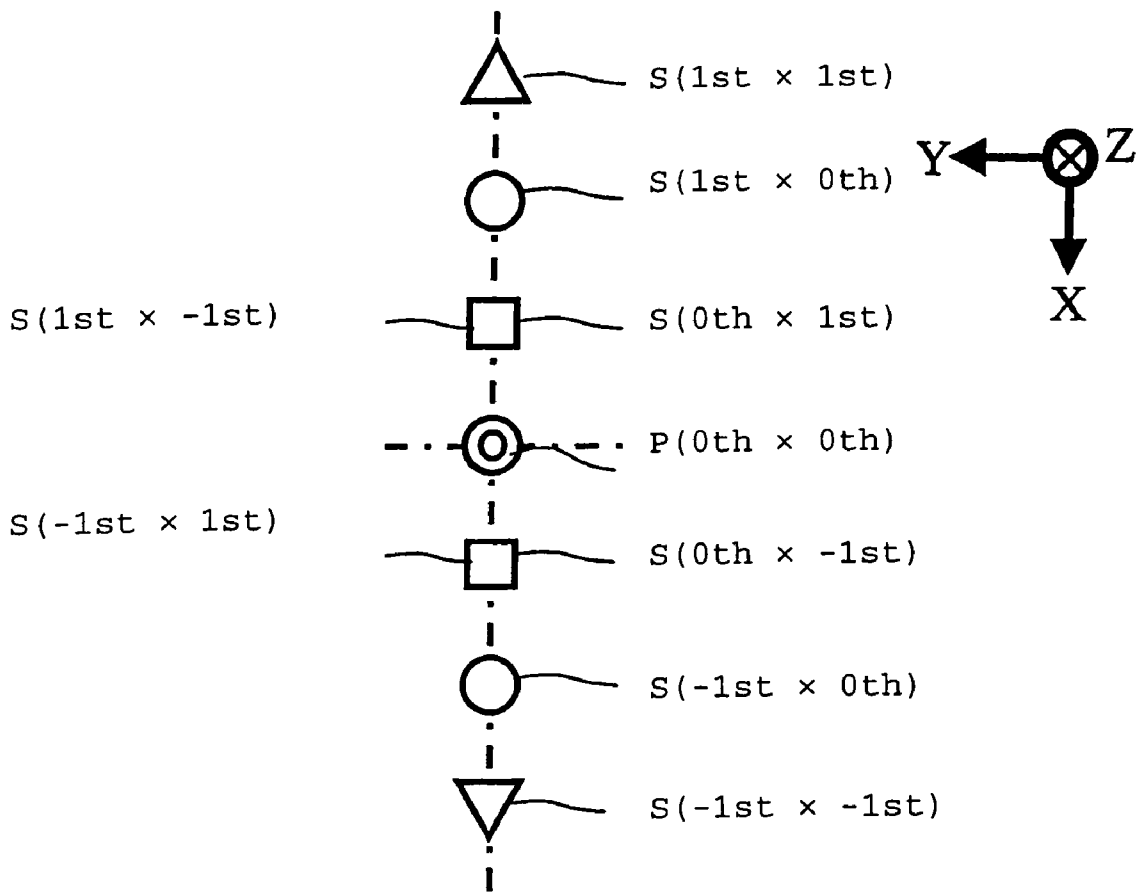 S(1st × 1st)
Y Z
S(1st × 0th)
X
S(1st × -1st) S(0th × 1st)
P(0th × 0th)
S(-1st × 1st)
S(0th × -1st)
S(-1st × 0th)
S(-1st × -1st)